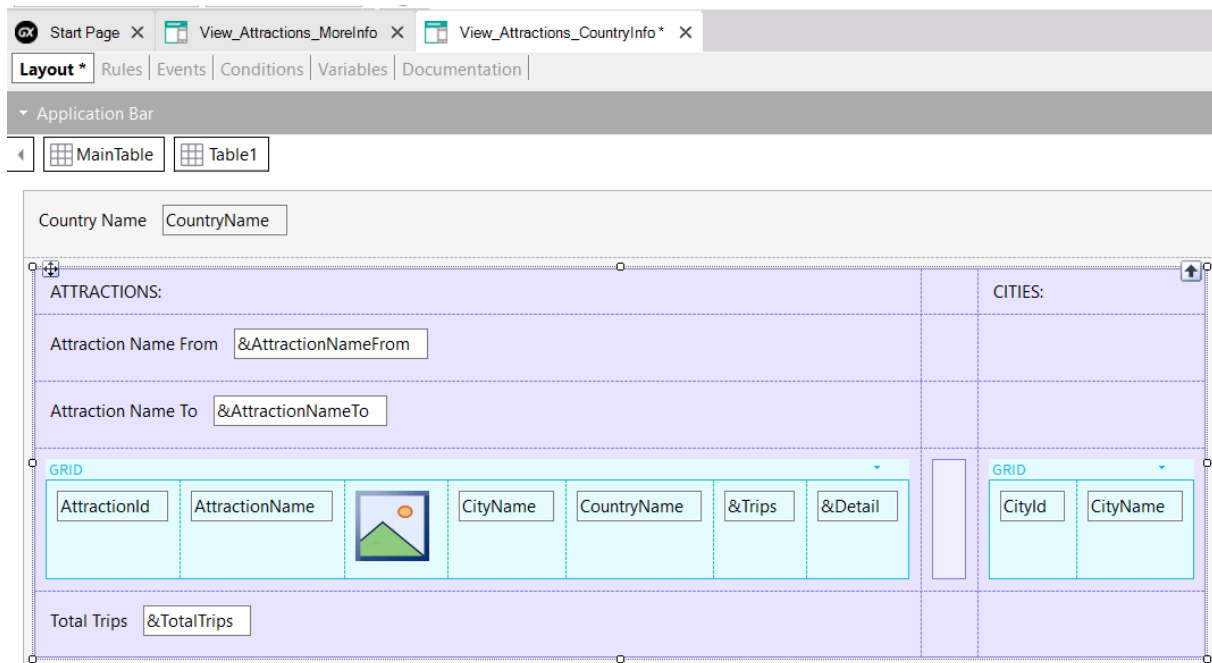 GX Start Page View_Attractions_MoreInfo View_Attractions_CountryInfo *
Layout * Rules Events Conditions Variables Documentation
Application Bar
MainTable Table1
Country Name CountryName
ATTRACTIONS: CITIES:
Attraction Name From &AttractionNameFrom
Attraction Name To &AttractionNameTo
GRID GRID
AttractionId AttractionName CityName CountryName &Trips &Detail CityId CityName
Total Trips &TotalTrips